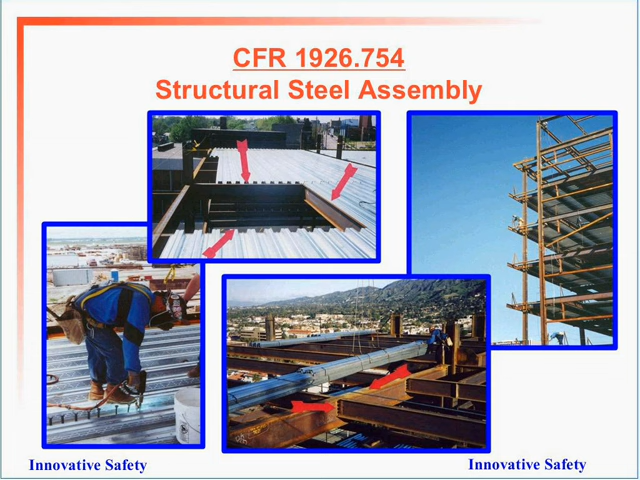 CFR 1926.754
Structural Steel Assembly
Innovative Safety
Innovative Safety